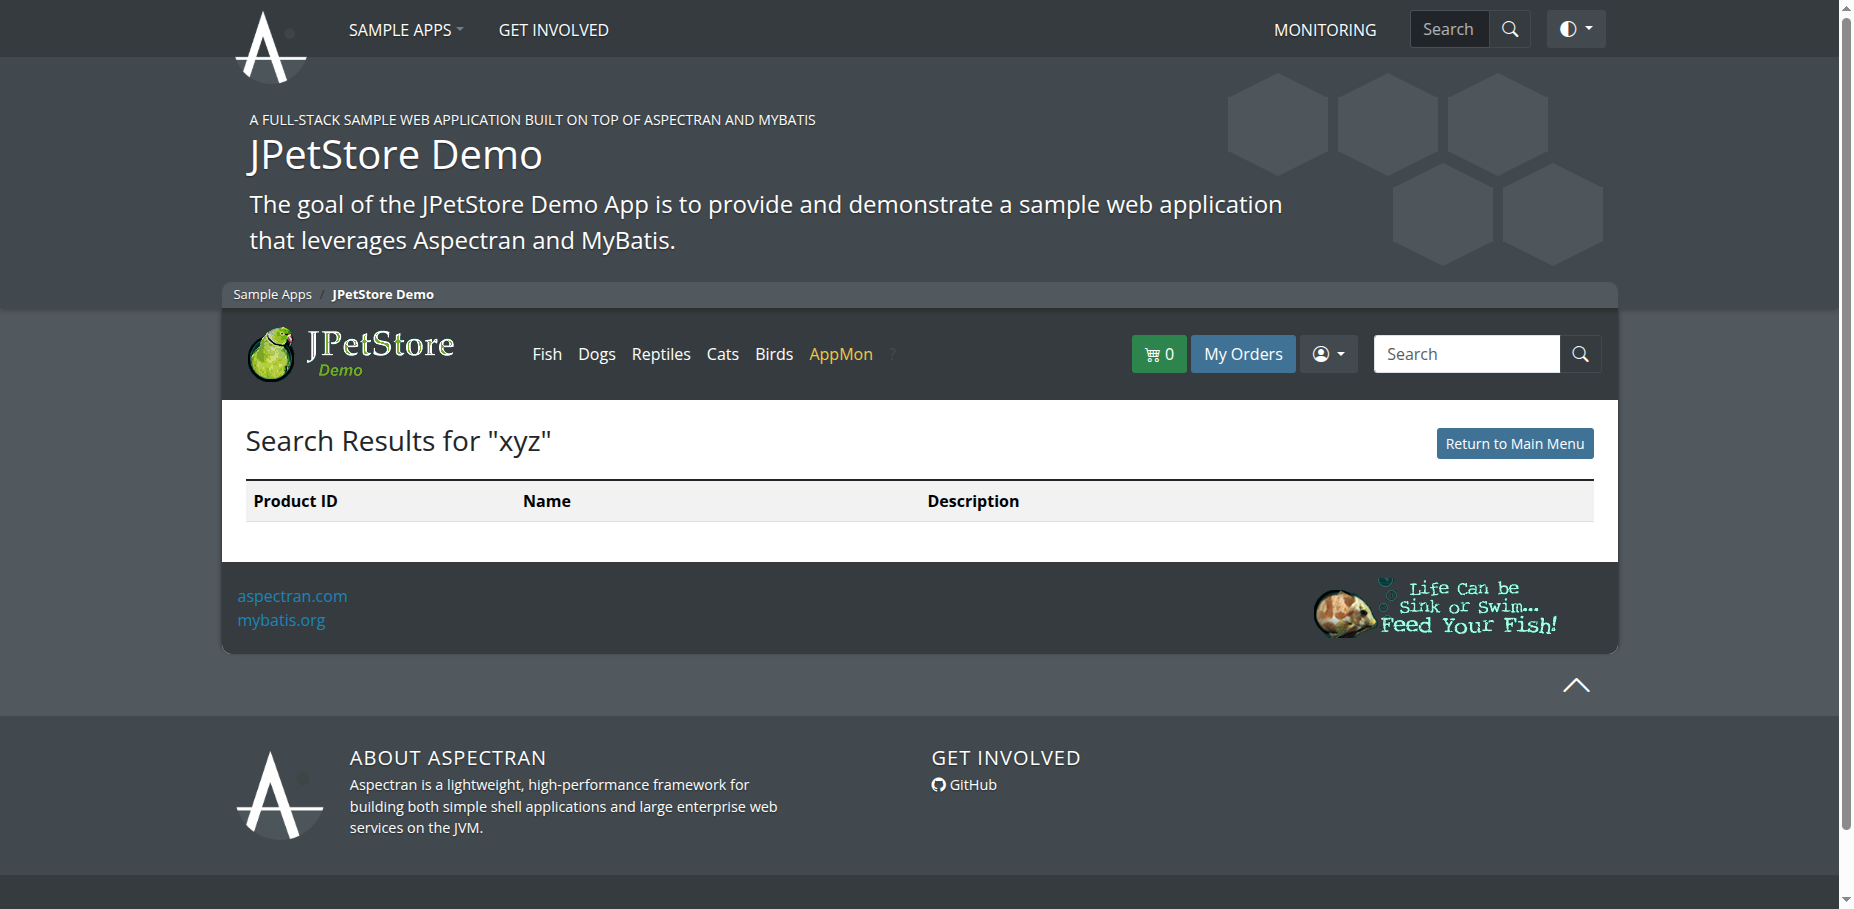 SAMPLE APPS
GET INVOLVED
MONITORING
Search
A FULL-STACK SAMPLE WEB APPLICATION BUILT ON TOP OF ASPECTRAN AND MYBATIS
JPetStore Demo
The goal of the JPetStore Demo App is to provide and demonstrate a sample web application
that leverages Aspectran and MyBatis.
Sample Apps / JPetStore Demo
JPetStore
Demo
Fish
Dogs
Reptiles
Cats
Birds
AppMon
?
0
My Orders
Search
Search Results for "xyz"
Return to Main Menu
Product ID
Name
Description
aspectran.com
mybatis.org
Life Can be
Sink or Swim...
Feed Your Fish!
ABOUT ASPECTRAN
Aspectran is a lightweight, high-performance framework for
building both simple shell applications and large enterprise web
services on the JVM.
GET INVOLVED
GitHub